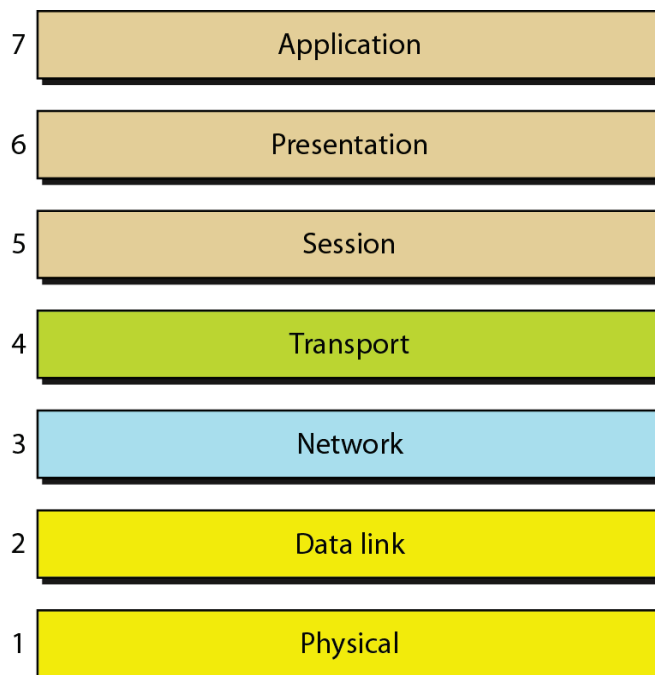 7 Application
6 Presentation
5 Session
4 Transport
3 Network
2 Data link
1 Physical